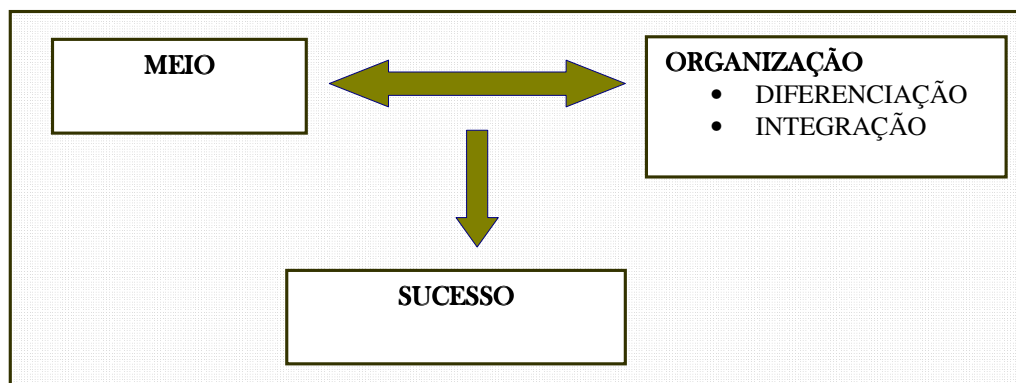 MEIO
ORGANIZAÇÃO
• DIFERENCIAÇÃO
• INTEGRAÇÃO
SUCESSO